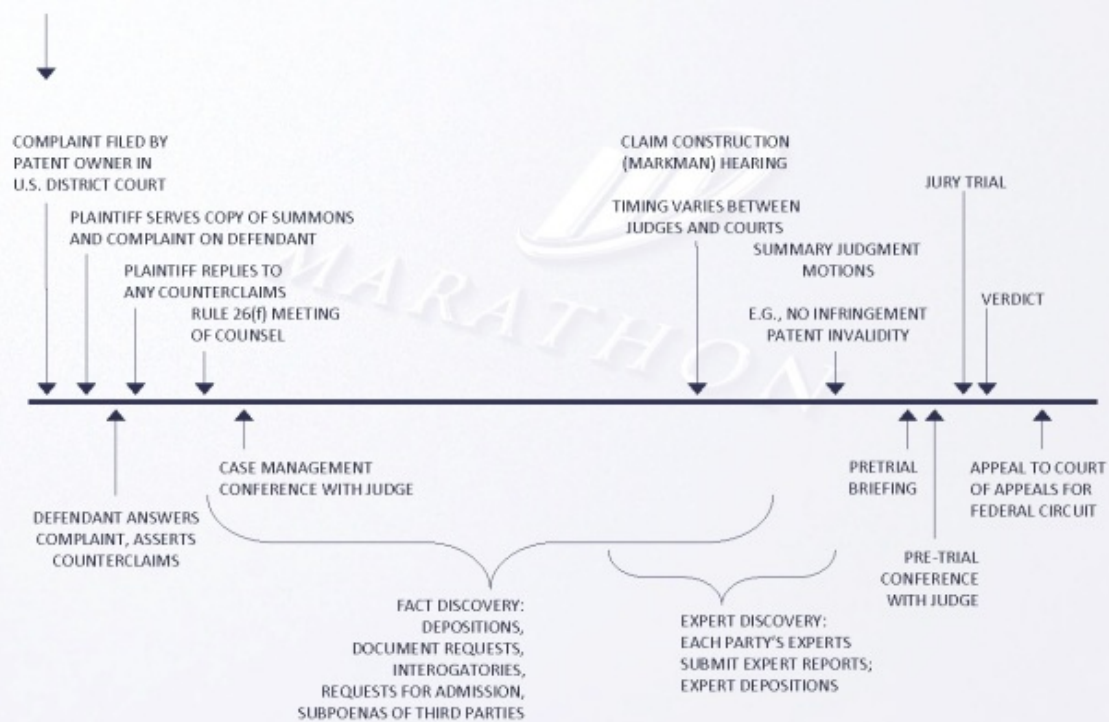 COMPLAINT FILED BY
PATENT OWNER IN
U.S. DISTRICT COURT
PLAINTIFF SERVES COPY OF SUMMONS
AND COMPLAINT ON DEFENDANT
PLAINTIFF REPLIES TO
ANY COUNTERCLAIMS
RULE 26(f) MEETING
OF COUNSEL
CLAIM CONSTRUCTION
(MARKMAN) HEARING
TIMING VARIES BETWEEN
JUDGES AND COURTS
SUMMARY JUDGMENT
MOTIONS
E.G., NO INFRINGEMENT
PATENT INVALIDITY
JURY TRIAL
VERDICT
MARATHON
DEFENDANT ANSWERS
COMPLAINT, ASSERTS
COUNTERCLAIMS
CASE MANAGEMENT
CONFERENCE WITH JUDGE
FACT DISCOVERY:
DEPOSITIONS,
DOCUMENT REQUESTS,
INTEROGATORIES,
REQUESTS FOR ADMISSION,
SUBPOENAS OF THIRD PARTIES
EXPERT DISCOVERY:
EACH PARTY'S EXPERTS
SUBMIT EXPERT REPORTS;
EXPERT DEPOSITIONS
PRETRIAL
BRIEFING
PRE-TRIAL
CONFERENCE
WITH JUDGE
APPEAL TO COURT
OF APPEALS FOR
FEDERAL CIRCUIT